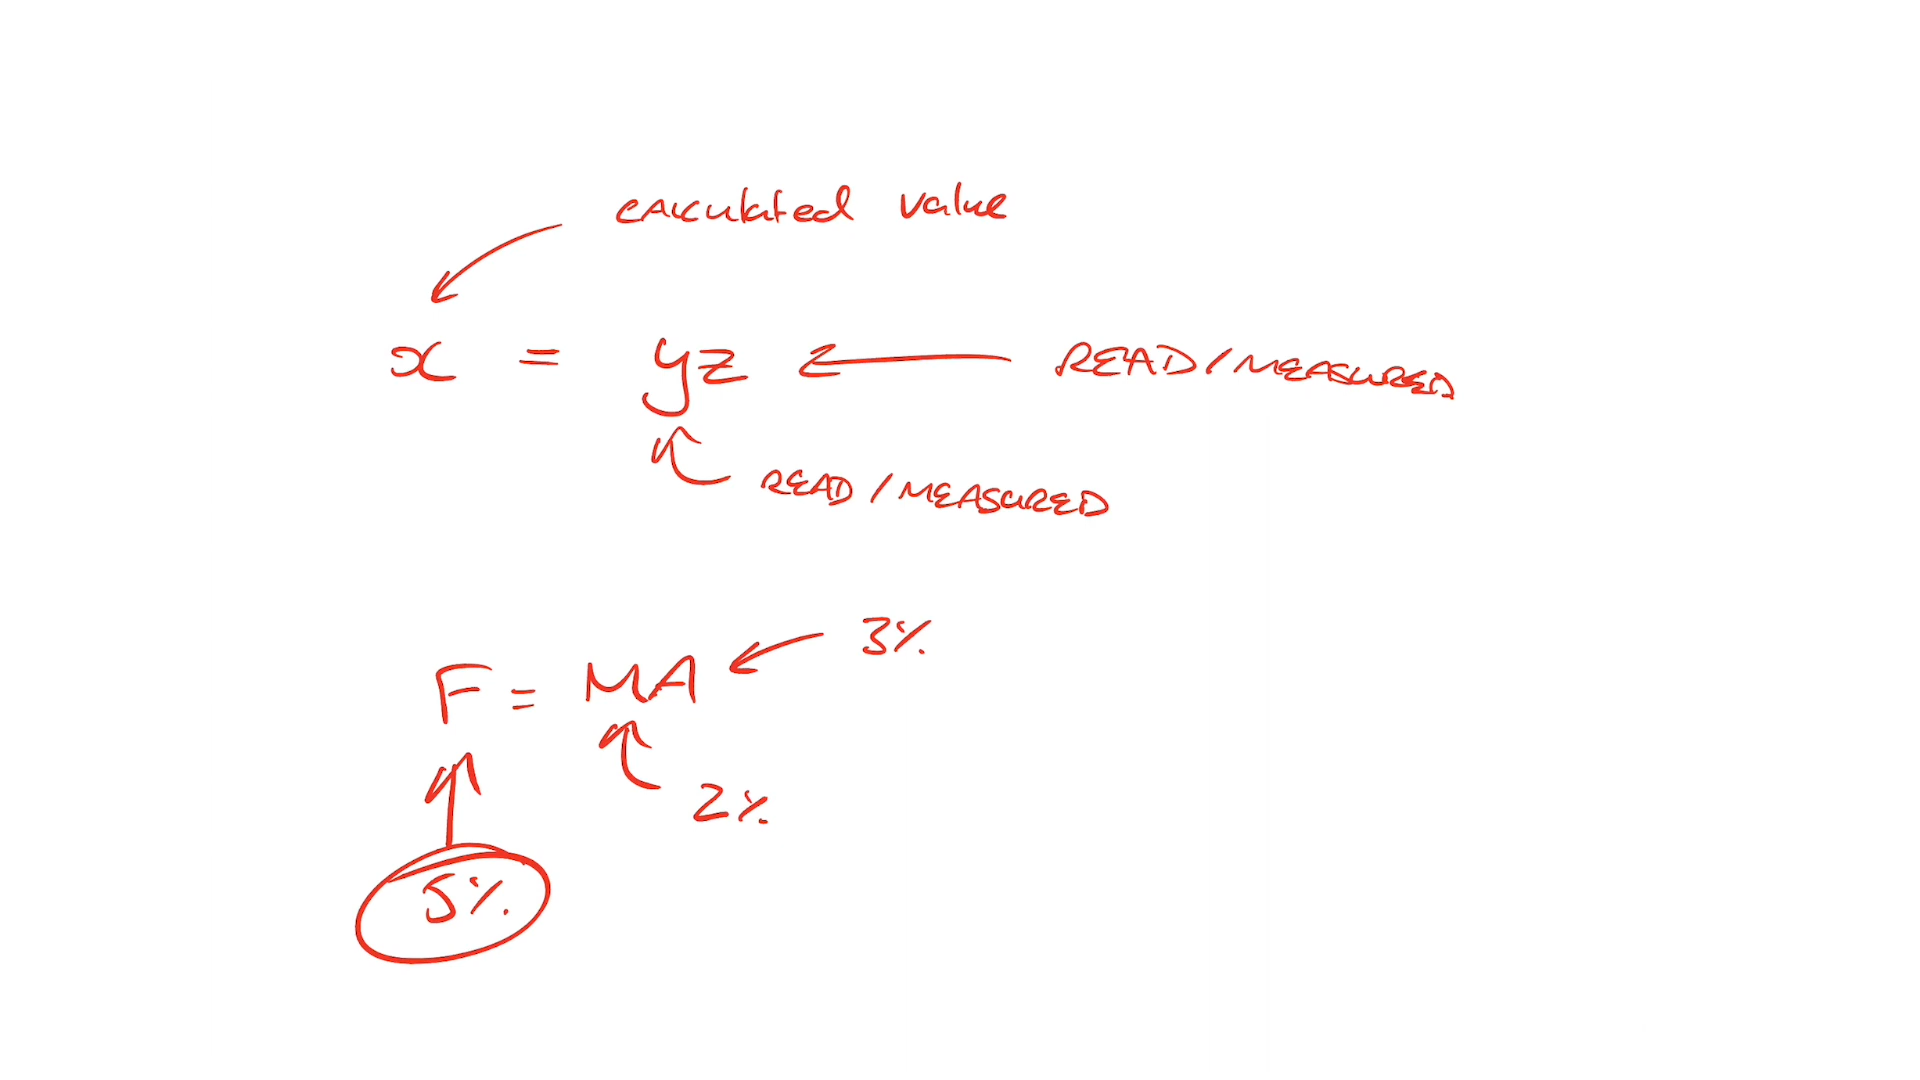 calculated value
x = yz READ/MEASURED
READ/MEASURED
3%
F = MA
2%
5%